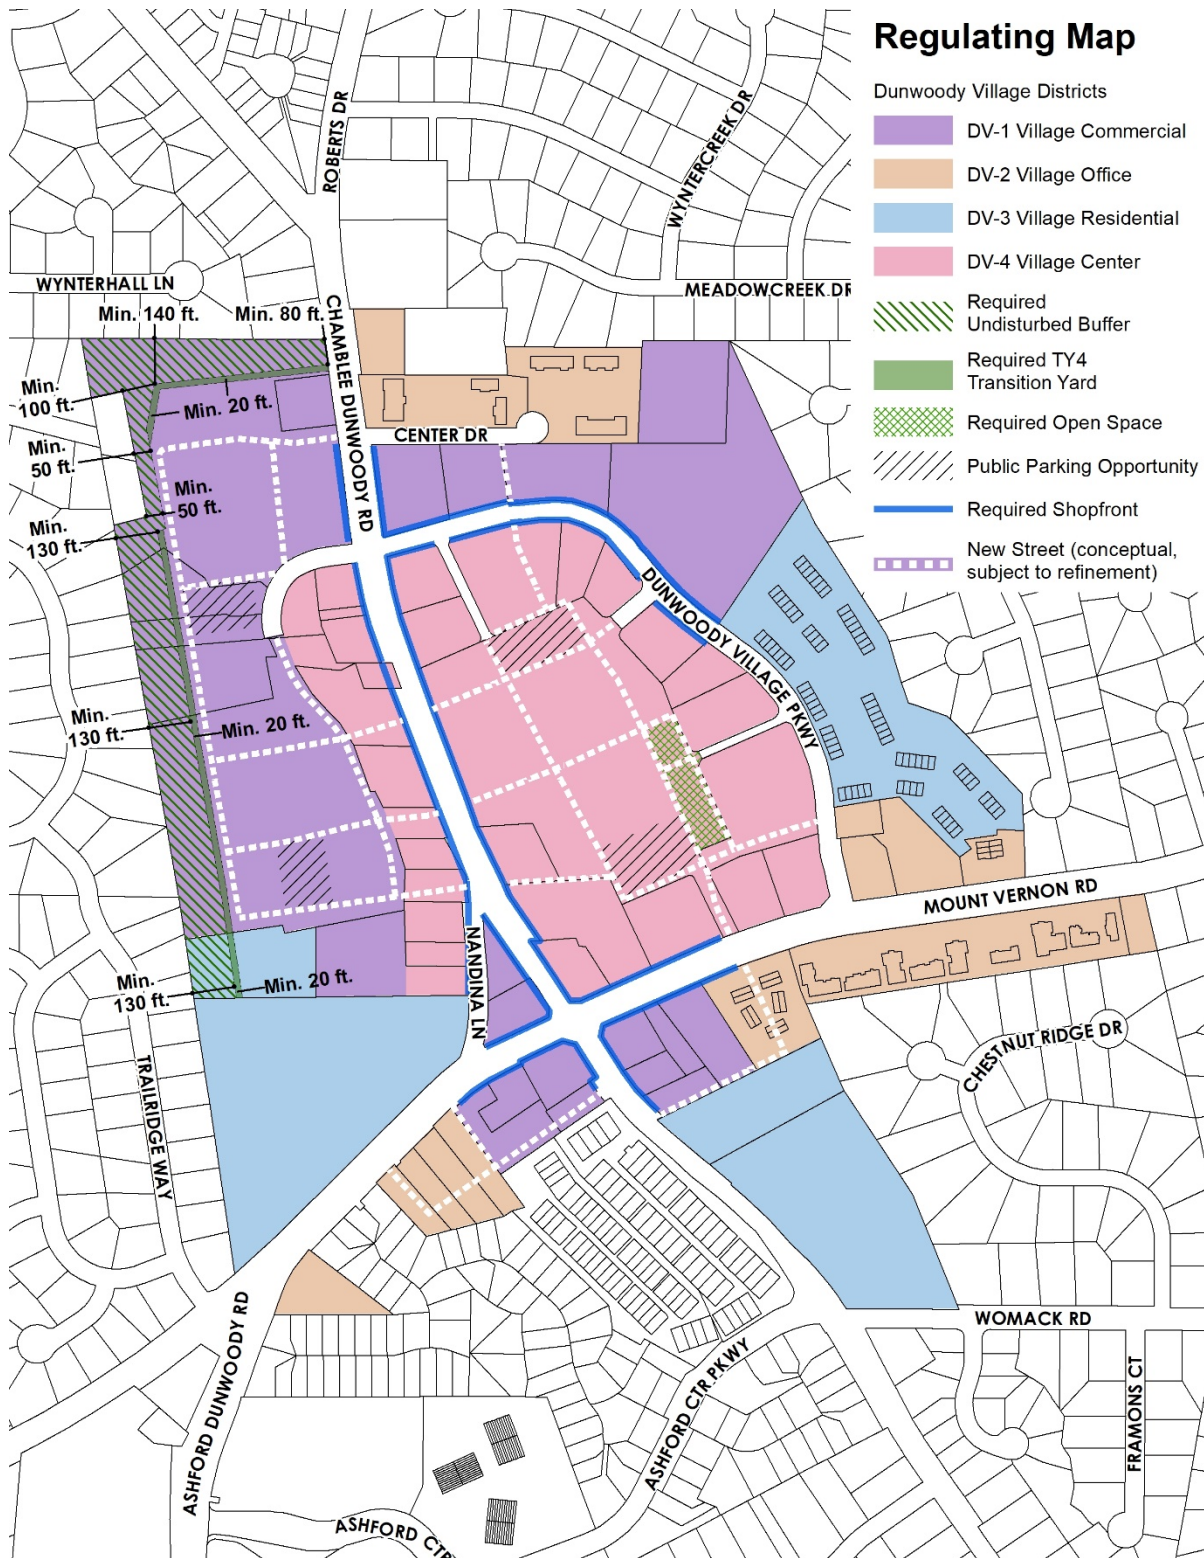 Regulating Map
Dunwoody Village Districts
DV-1 Village Commercial
DV-2 Village Office
DV-3 Village Residential
DV-4 Village Center
Required
Undisturbed Buffer
Required TY4
Transition Yard
Required Open Space
Public Parking Opportunity
Required Shopfront
New Street (conceptual,
subject to refinement)
ROBERTS DR
WYNTERCREEK DR
WYNTERHALL LN
MEADOWCREEK DR
Min. 140 ft.
Min. 80 ft.
CHAMBLEE DUNWOODY RD
Min.
100 ft.
Min. 20 ft.
CENTER DR
Min.
50 ft.
Min.
50 ft.
Min.
130 ft.
DUNWOODY VILLAGE PKWY
Min.
130 ft.
Min. 20 ft.
MOUNT VERNON RD
NANDINA LN
Min.
130 ft.
Min. 20 ft.
CHESTNUT RIDGE DR
TRAILRIDGE WAY
WOMACK RD
ASHFORD DUNWOODY RD
ASHFORD CTR PKWY
FRAMONS CT
ASHFORD CTR